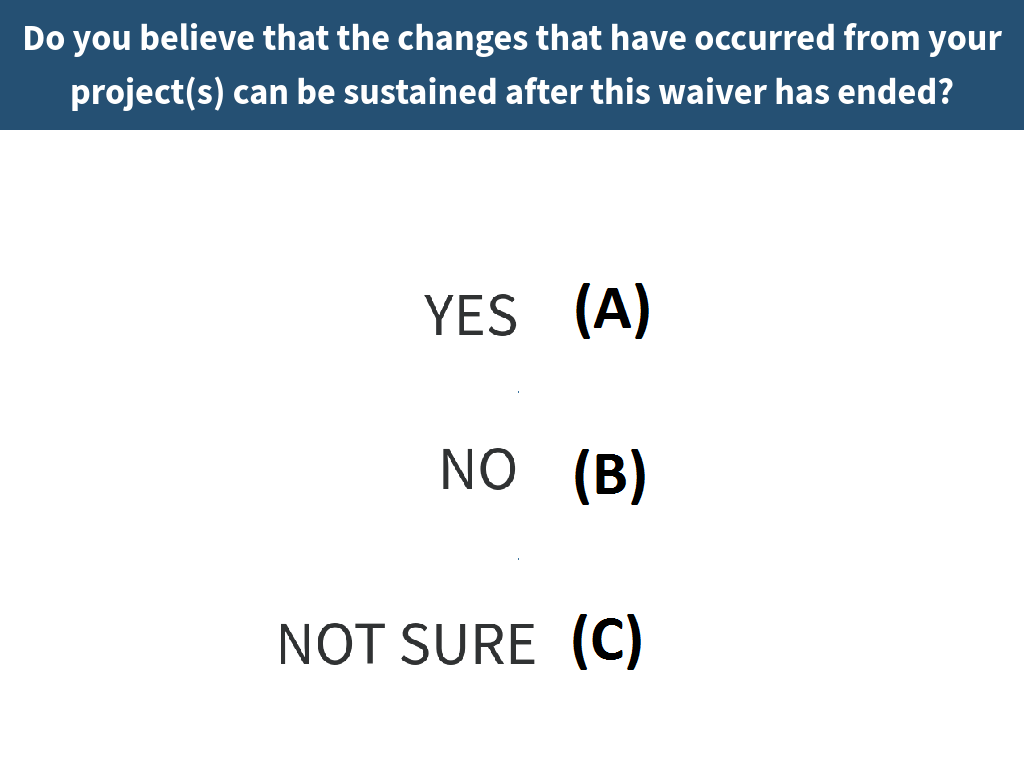 Do you believe that the changes that have occurred from your
project(s) can be sustained after this waiver has ended?
YES (A)
NO (B)
NOT SURE (C)